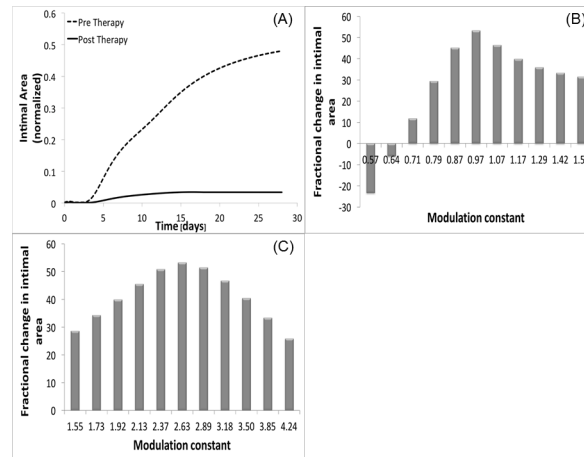 (A)
Pre Therapy
Post Therapy
Intimal Area
(normalized)
0.6
0.5
0.4
0.3
0.2
0.1
0
0 5 10 15 20 25 30
Time [days]
(B)
Fractional change in intimal
area
60
50
40
30
20
10
0
-10
-20
-30
0.57 0.64 0.71 0.79 0.87 0.97 1.07 1.17 1.29 1.42
Modulation constant
(C)
Fractional change in intimal
area
60
50
40
30
20
10
0
1.55 1.73 1.92 2.13 2.37 2.63 2.89 3.18 3.50 3.85 4.24
Modulation constant